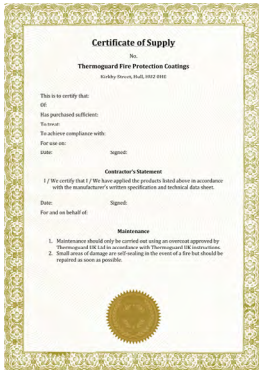 Certificate of Supply
No.
Thermoguard Fire Protection Coatings
Kirkby Street, Hull, HU2 0HE
This is to certify that:
Of:
Has purchased sufficient:
To treat:
To achieve compliance with:
For use on:
Date: Signed:
Contractor's Statement
I / We certify that I / We have applied the products listed above in accordance
with the manufacturer's written specification and technical data sheet.
Date: Signed:
For and on behalf of:
Maintenance
1. Maintenance should only be carried out using an overcoat approved by
Thermoguard UK Ltd in accordance with Thermoguard UK instructions.
2. Small areas of damage are self-sealing in the event of a fire but should be
repaired as soon as possible.